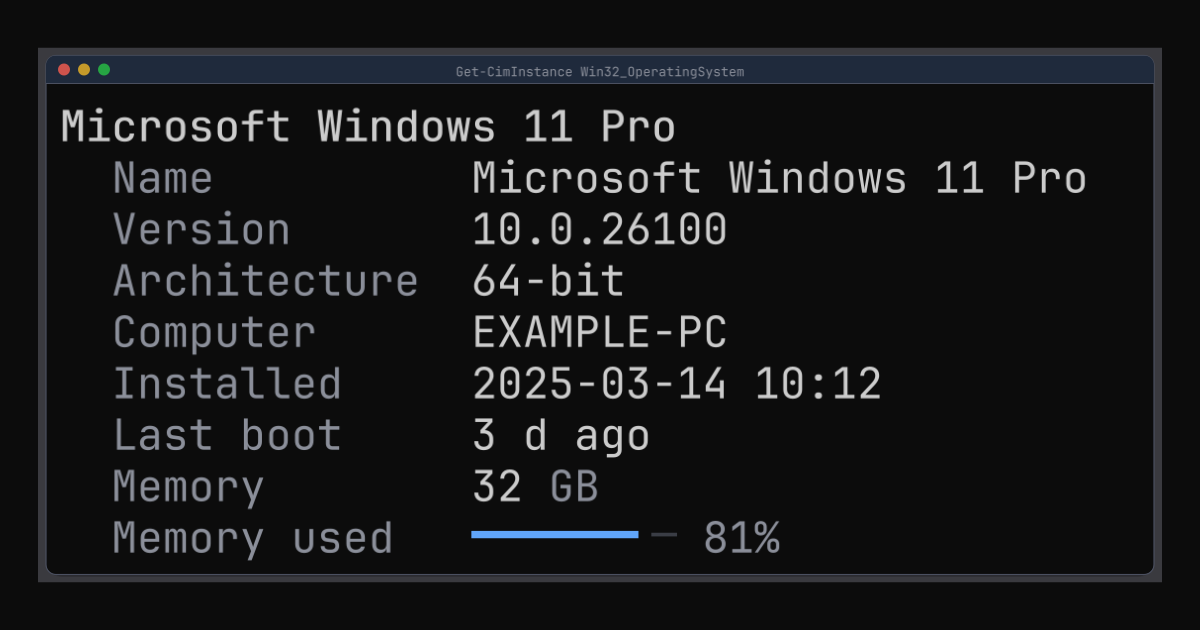 Get-CimInstance Win32_OperatingSystem
Microsoft Windows 11 Pro
Name Microsoft Windows 11 Pro
Version 10.0.26100
Architecture 64-bit
Computer EXAMPLE-PC
Installed 2025-03-14 10:12
Last boot 3 d ago
Memory 32 GB
Memory used 81%